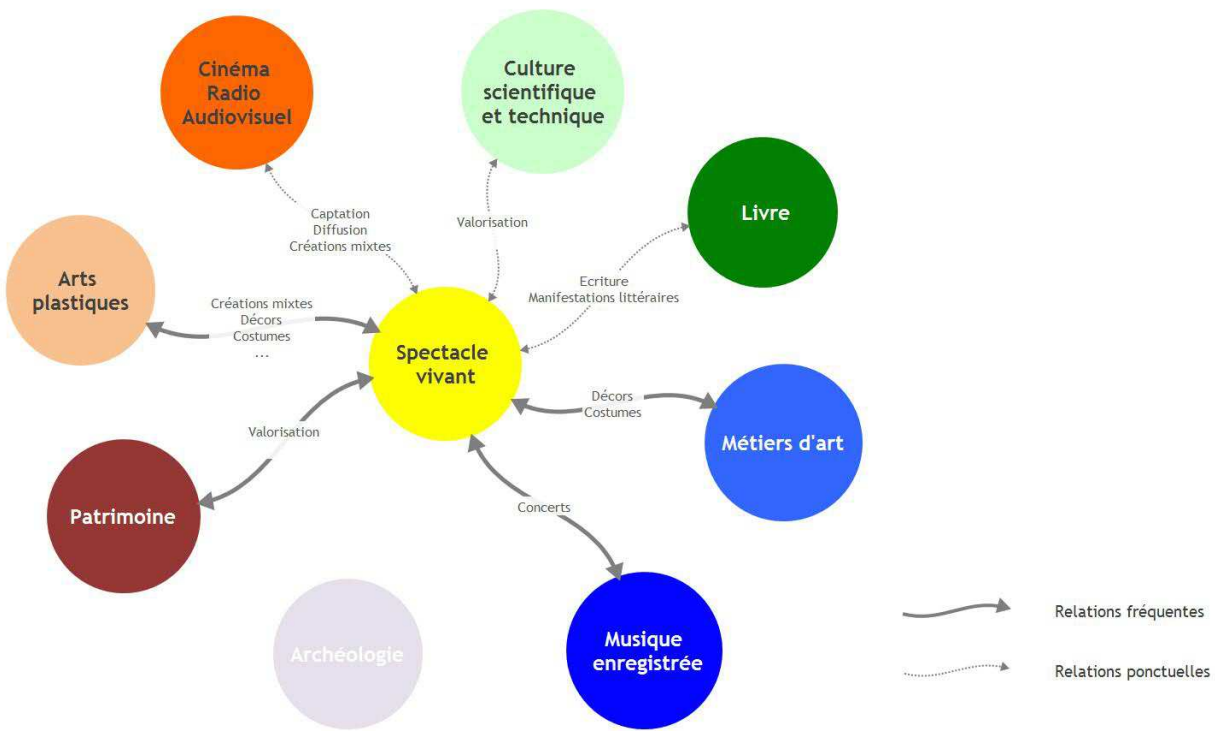 Cinéma
Radio
Audiovisuel
Culture
scientifique
et technique
Livre
Captation
Diffusion
Créations mixtes
Valorisation
Ecriture
Manifestations littéraires
Arts
plastiques
Créations mixtes
Décors
Costumes
...
Spectacle
vivant
Décors
Costumes
Métiers d'art
Valorisation
Patrimoine
Concerts
Archéologie
Musique
enregistrée
Relations fréquentes
Relations ponctuelles